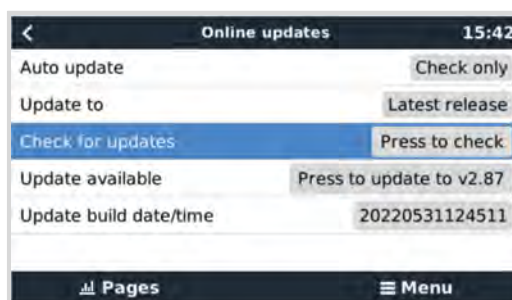 Online updates 15:42
Auto update Check only
Update to Latest release
Check for updates Press to check
Update available Press to update to v2.87
Update build date/time 20220531124511
Pages Menu